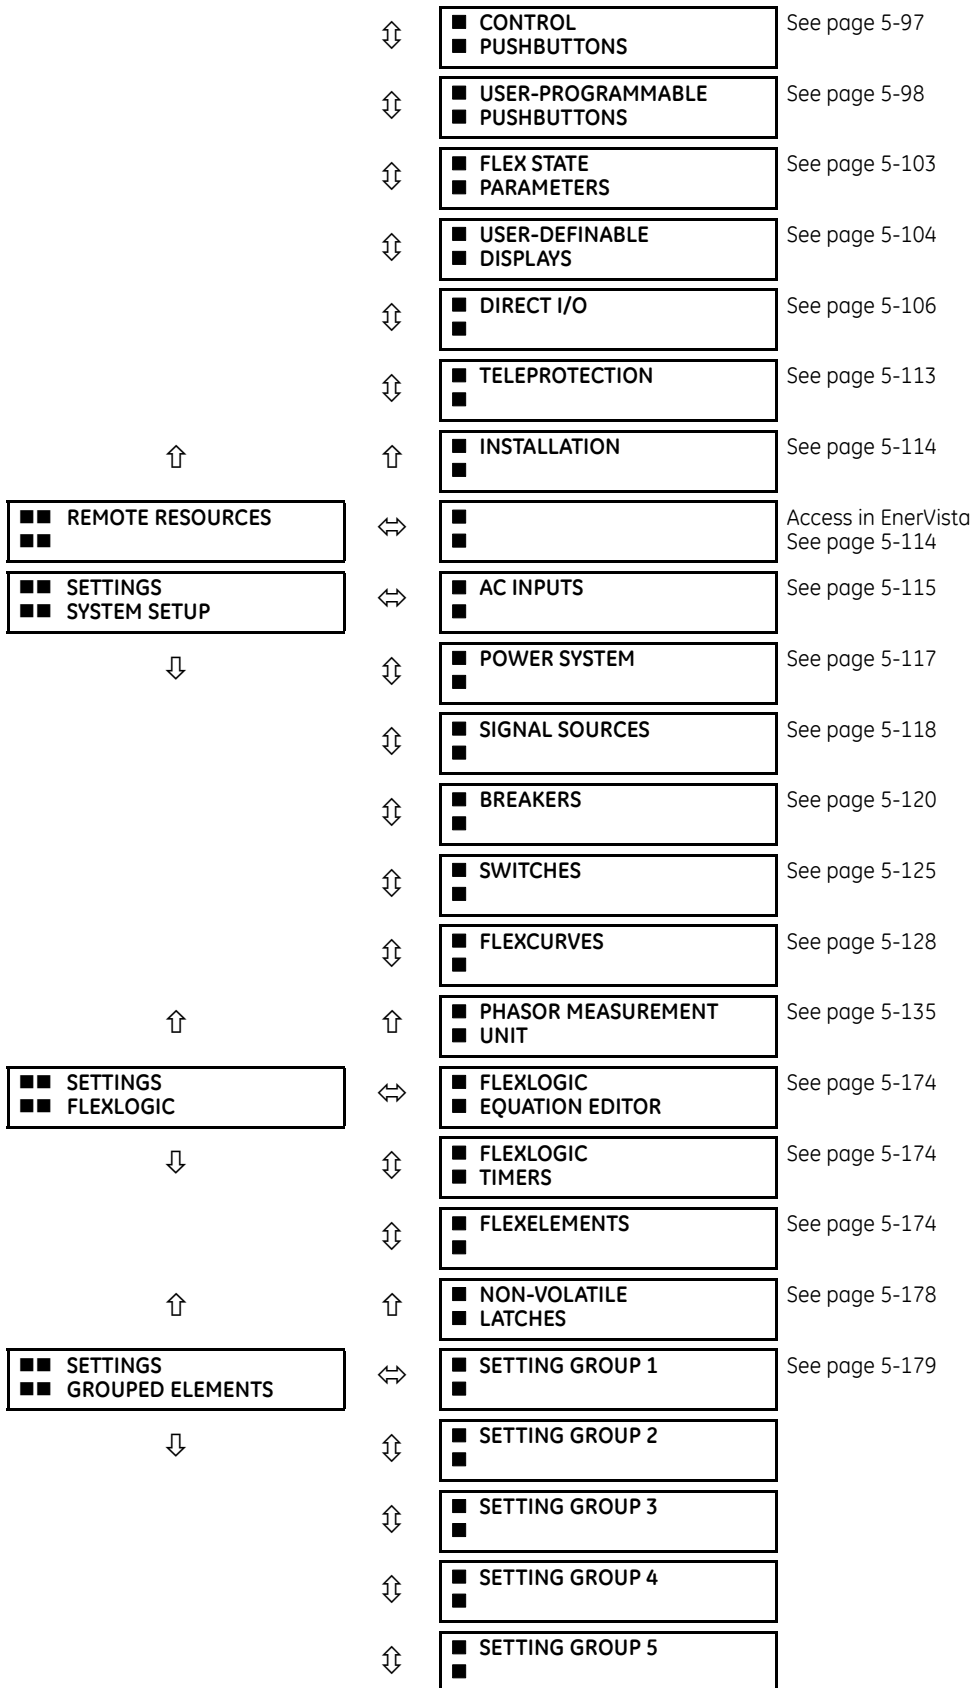 ■ CONTROL See page 5-97
■ PUSHBUTTONS
■ USER-PROGRAMMABLE See page 5-98
■ PUSHBUTTONS
■ FLEX STATE See page 5-103
■ PARAMETERS
■ USER-DEFINABLE See page 5-104
■ DISPLAYS
■ DIRECT I/O See page 5-106
■
■ TELEPROTECTION See page 5-113
■
■ INSTALLATION See page 5-114
■
■■ REMOTE RESOURCES ■ Access in EnerVista
■■ ■ See page 5-114
■■ SETTINGS ■ AC INPUTS See page 5-115
■■ SYSTEM SETUP ■
■ POWER SYSTEM See page 5-117
■
■ SIGNAL SOURCES See page 5-118
■
■ BREAKERS See page 5-120
■
■ SWITCHES See page 5-125
■
■ FLEXCURVES See page 5-128
■
■ PHASOR MEASUREMENT See page 5-135
■ UNIT
■■ SETTINGS ■ FLEXLOGIC See page 5-174
■■ FLEXLOGIC ■ EQUATION EDITOR
■ FLEXLOGIC See page 5-174
■ TIMERS
■ FLEXELEMENTS See page 5-174
■
■ NON-VOLATILE See page 5-178
■ LATCHES
■■ SETTINGS ■ SETTING GROUP 1 See page 5-179
■■ GROUPED ELEMENTS ■
■ SETTING GROUP 2
■
■ SETTING GROUP 3
■
■ SETTING GROUP 4
■
■ SETTING GROUP 5
■